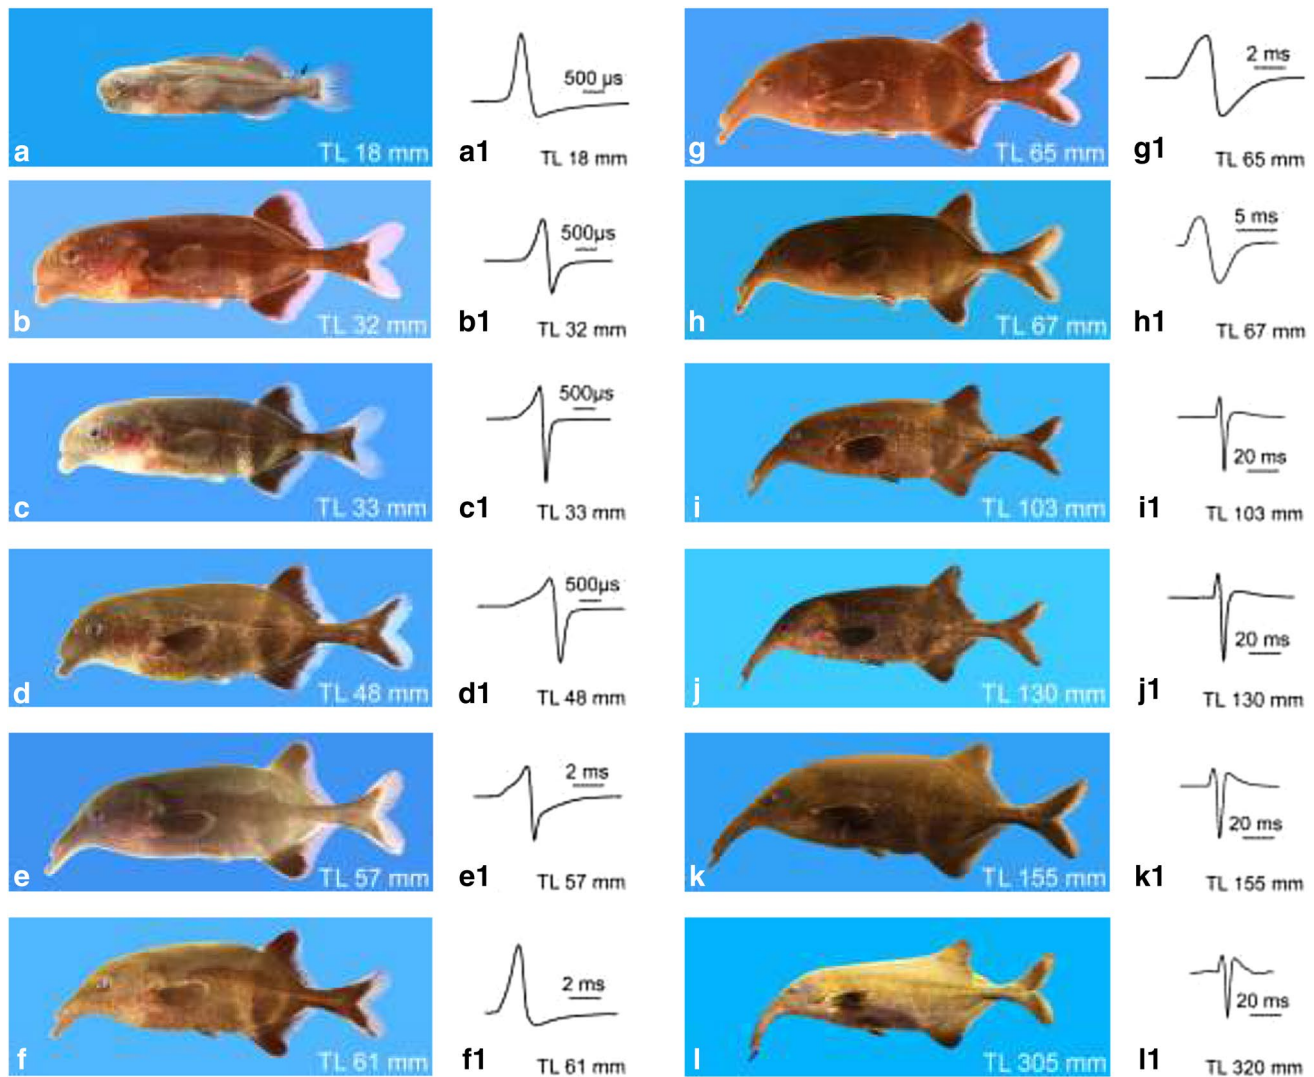 a
TL 18 mm
a1
500 µs
TL 18 mm
b
TL 32 mm
b1
500µs
TL 32 mm
c
TL 33 mm
c1
500µs
TL 33 mm
d
TL 48 mm
d1
500µs
TL 48 mm
e
TL 57 mm
e1
2 ms
TL 57 mm
f
TL 61 mm
f1
2 ms
TL 61 mm
g
TL 65 mm
g1
2 ms
TL 65 mm
h
TL 67 mm
h1
5 ms
TL 67 mm
i
TL 103 mm
i1
20 ms
TL 103 mm
j
TL 130 mm
j1
20 ms
TL 130 mm
k
TL 155 mm
k1
20 ms
TL 155 mm
l
TL 305 mm
l1
20 ms
TL 320 mm